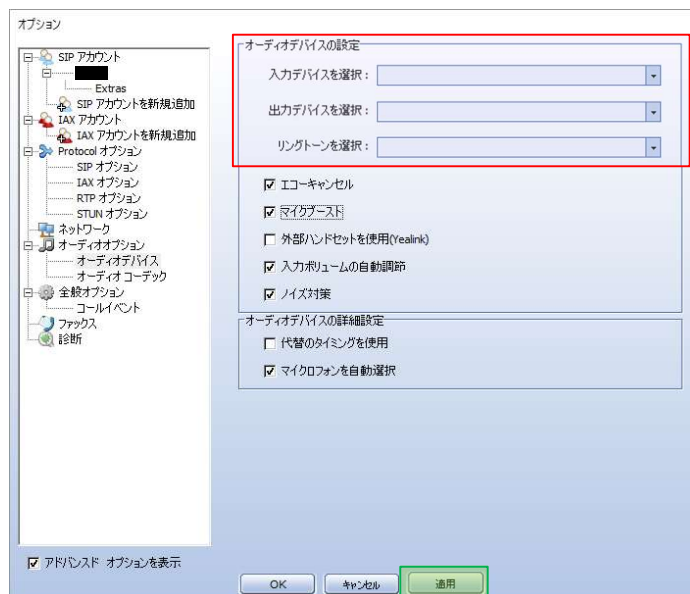 オプション
SIP アカウント
Extras
SIP アカウントを新規追加
IAX アカウント
IAX アカウントを新規追加
Protocol オプション
SIP オプション
IAX オプション
RTP オプション
STUN オプション
ネットワーク
オーディオオプション
オーディオデバイス
オーディオ コーデック
全般オプション
コールイベント
ファックス
診断
アドバンスド オプションを表示
オーディオデバイスの設定
入力デバイスを選択：
出力デバイスを選択：
リングトーンを選択：
エコーキャンセル
マイクブースト
外部ハンドセットを使用(Yealink)
入力ボリュームの自動調節
ノイズ対策
オーディオデバイスの詳細設定
代替のタイミングを使用
マイクロフォンを自動選択
OK
キャンセル
適用